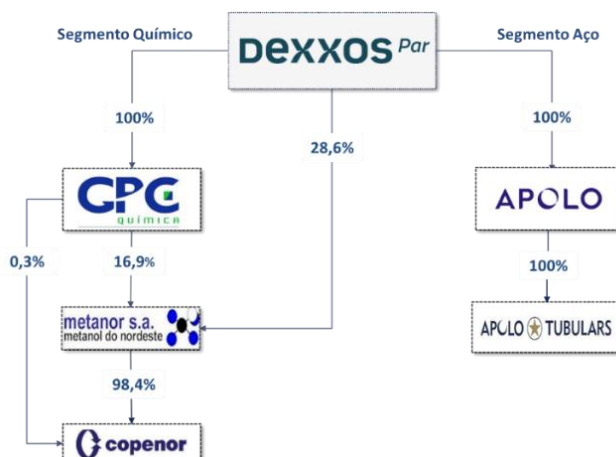 Segmento Químico
DEXXOS Par
Segmento Aço
100%
28,6%
100%
GPC
química
APOLO
0,3%
16,9%
100%
metanor s.a.
metanol do nordeste
APOLO TUBULARS
98,4%
copenor